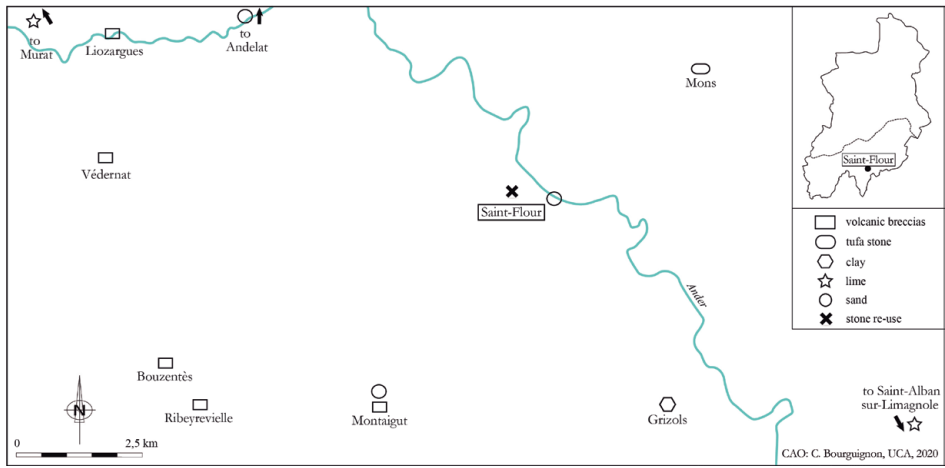 to
Murat
Liozargues
to
Andelat
Mons
Védernat
Saint-Flour
Saint-Flour
volcanic breccias
tufa stone
clay
lime
sand
stone re-use
Ander
Bouzentès
Ribeyrevielle
Montaigut
Grizols
to Saint-Alban
sur-Limagnole
N
0 2,5 km
CAO: C. Bourguignon, UCA, 2020